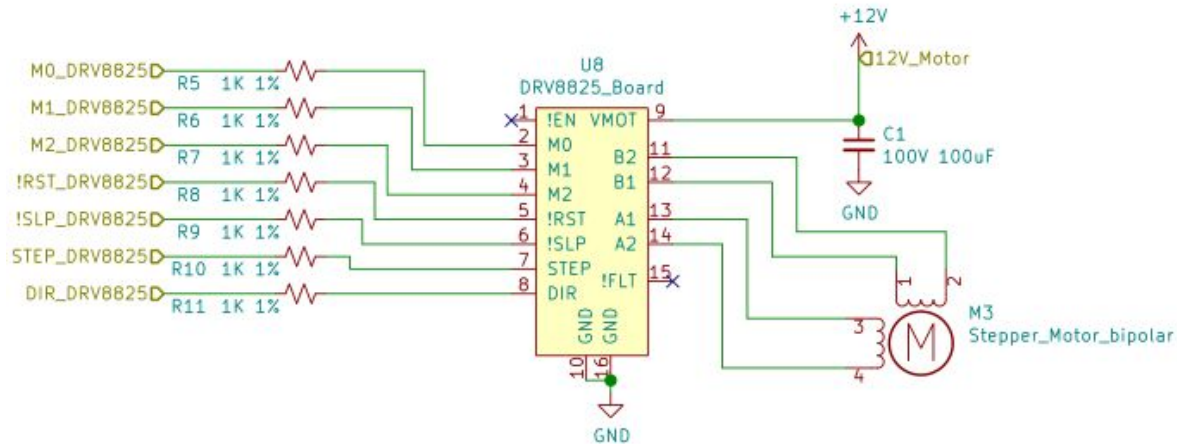 +12V
12V_Motor
M0_DRV8825
R5 1K 1%
M1_DRV8825
R6 1K 1%
M2_DRV8825
R7 1K 1%
!RST_DRV8825
R8 1K 1%
!SLP_DRV8825
R9 1K 1%
STEP_DRV8825
R10 1K 1%
DIR_DRV8825
R11 1K 1%
U8
DRV8825_Board
1 !EN VMOT 9
2 M0 B2 11
3 M1 B1 12
4 M2
5 !RST A1 13
6 !SLP A2 14
7 STEP !FLT 15
8 DIR
GND GND
10 16
GND
C1
100V 100uF
GND
1 2
3
4
M
M3
Stepper_Motor_bipolar